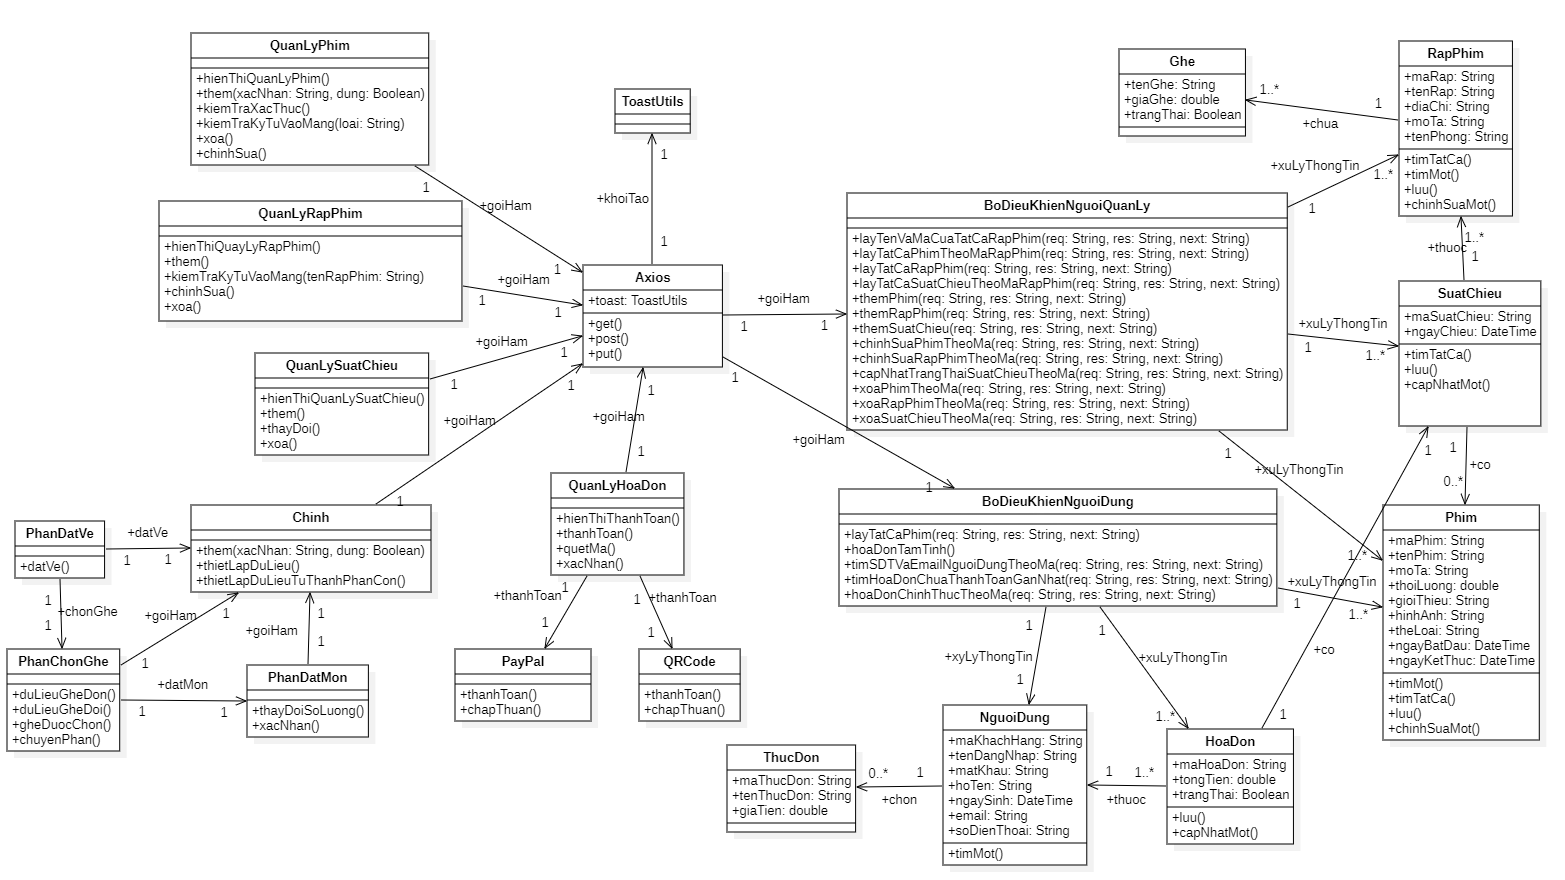 QuanLyPhim
+hienThiQuanLyPhim()
+them(xacNhan: String, dung: Boolean)
+kiemTraXacThuc()
+kiemTraKyTuVaoMang(loai: String)
+xoa()
+chinhSua()
1
+goiHam
1
QuanLyRapPhim
+hienThiQuayLyRapPhim()
+them()
+kiemTraKyTuVaoMang(tenRapPhim: String)
+chinhSua()
+xoa()
1
+goiHam
1
QuanLySuatChieu
+hienThiQuanLySuatChieu()
+them()
+thayDoi()
+xoa()
1
+goiHam
1
ToastUtils
1
+khoiTao
1
Axios
+toast: ToastUtils
+get()
+post()
+put()
1
+goiHam
1
1
+goiHam
1
BoDieuKhienNguoiQuanLy
+layTenVaMaCuaTatCaRapPhim(req: String, res: String, next: String)
+layTatCaPhimTheoMaRapPhim(req: String, res: String, next: String)
+layTatCaRapPhim(req: String, res: String, next: String)
+layTatCaSuatChieuTheoMaRapPhim(req: String, res: String, next: String)
+themPhim(req: String, res: String, next: String)
+themRapPhim(req: String, res: String, next: String)
+themSuatChieu(req: String, res: String, next: String)
+chinhSuaPhimTheoMa(req: String, res: String, next: String)
+chinhSuaRapPhimTheoMa(req: String, res: String, next: String)
+capNhatTrangThaiSuatChieuTheoMa(req: String, res: String, next: String)
+xoaPhimTheoMa(req: String, res: String, next: String)
+xoaRapPhimTheoMa(req: String, res: String, next: String)
+xoaSuatChieuTheoMa(req: String, res: String, next: String)
1
+xuLyThongTin
1..*
1
+xuLyThongTin
1..*
1
+xuLyThongTin
1..*
Ghe
+tenGhe: String
+giaGhe: double
+trangThai: Boolean
1..*
1
+chua
RapPhim
+maRap: String
+tenRap: String
+diaChi: String
+moTa: String
+tenPhong: String
+timTatCa()
+timMot()
+luu()
+chinhSuaMot()
1..*
+thuoc
1
SuatChieu
+maSuatChieu: String
+ngayChieu: DateTime
+timTatCa()
+luu()
+capNhatMot()
1
1
+co
0..*
Phim
+maPhim: String
+tenPhim: String
+moTa: String
+thoiLuong: double
+gioiThieu: String
+hinhAnh: String
+theLoai: String
+ngayBatDau: DateTime
+ngayKetThuc: DateTime
+timMot()
+timTatCa()
+luu()
+chinhSuaMot()
BoDieuKhienNguoiDung
+layTatCaPhim(req: String, res: String, next: String)
+hoaDonTamTinh()
+timSDTVaEmailNguoiDungTheoMa(req: String, res: String, next: String)
+timHoaDonChuaThanhToanGanNhat(req: String, res: String, next: String)
+hoaDonChinhThucTheoMa(req: String, res: String, next: String)
+xuLyThongTin
1
1..*
1
+xyLyThongTin
1
1
+xuLyThongTin
1..*
+co
1
QuanLyHoaDon
+hienThiThanhToan()
+thanhToan()
+quetMa()
+xacNhan()
1
+goiHam
1
1
+thanhToan
1
1
+thanhToan
1
PayPal
+thanhToan()
+chapThuan()
QRCode
+thanhToan()
+chapThuan()
Chinh
+them(xacNhan: String, dung: Boolean)
+thietLapDuLieu()
+thietLapDuLieuTuThanhPhanCon()
1
+goiHam
1
PhanDatVe
+datVe()
+datVe
1
1
1
+chonGhe
1
PhanChonGhe
+duLieuGheDon()
+duLieuGheDoi()
+gheDuocChon()
+chuyenPhan()
1
+goiHam
1
+datMon
1
1
PhanDatMon
+thayDoiSoLuong()
+xacNhan()
1
+goiHam
1
ThucDon
+maThucDon: String
+tenThucDon: String
+giaTien: double
0..*
1
+chon
NguoiDung
+maKhachHang: String
+tenDangNhap: String
+matKhau: String
+hoTen: String
+ngaySinh: DateTime
+email: String
+soDienThoai: String
+timMot()
1
1..*
+thuoc
HoaDon
+maHoaDon: String
+tongTien: double
+trangThai: Boolean
+luu()
+capNhatMot()